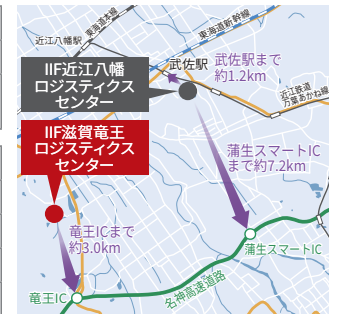 東海道本線
東海道新幹線
近江八幡駅
武佐駅
武佐駅まで
約1.2km
IIF近江八幡
ロジスティクス
センター
近江鉄道
万葉あかね線
IIF滋賀竜王
ロジスティクス
センター
蒲生スマートIC
まで約7.2km
竜王ICまで
約3.0km
蒲生スマートIC
竜王IC
名神高速道路